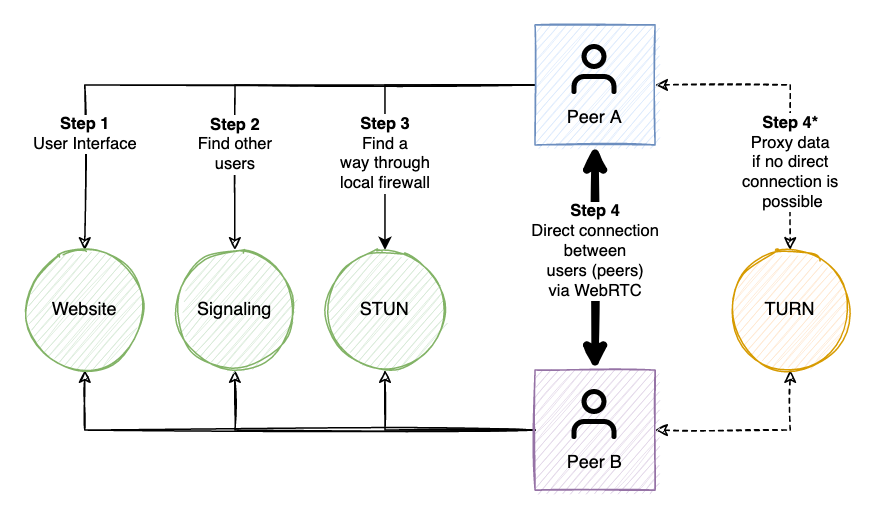 Peer A
Step 1
User Interface
Step 2
Find other
users
Step 3
Find a
way through
local firewall
Step 4*
Proxy data
if no direct
connection is
possible
Step 4
Direct connection
between
users (peers)
via WebRTC
Website
Signaling
STUN
TURN
Peer B